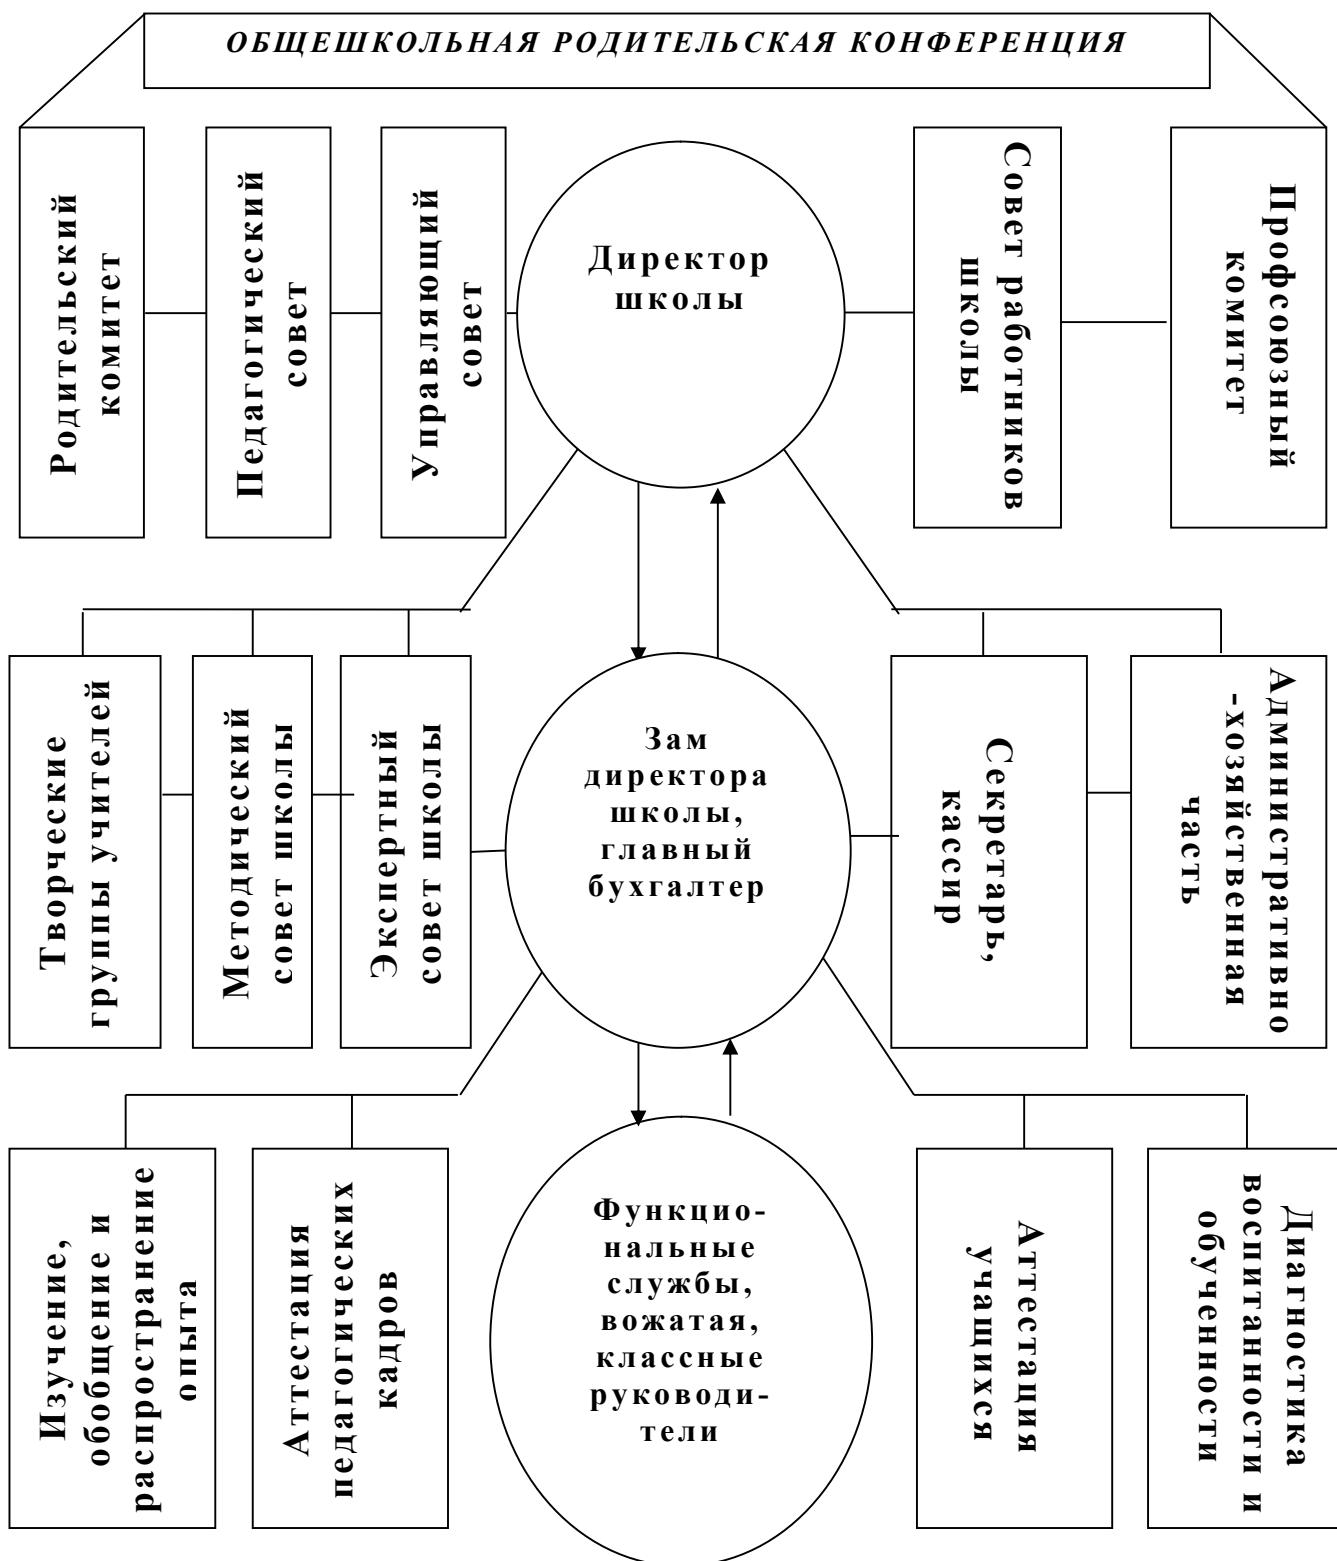 ОБЩЕШКОЛЬНАЯ РОДИТЕЛЬСКАЯ КОНФЕРЕНЦИЯ
Родительский
комитет
Педагогический
совет
Управляющий
совет
Директор
школы
Совет работников
школы
Профсоюзный
комитет
Творческие
группы учителей
Методический
совет школы
Экспертный
совет школы
Зам
директора
школы,
главный
бухгалтер
Секретарь,
кассир
Административно
-хозяйственная
часть
Изучение,
обобщение и
распространение
опыта
Аттестация
педагогических
кадров
Функцио-
нальные
службы,
вожатая,
классные
руководи-
тели
Аттестация
учащихся
Диагностика
воспитанности и
обученности